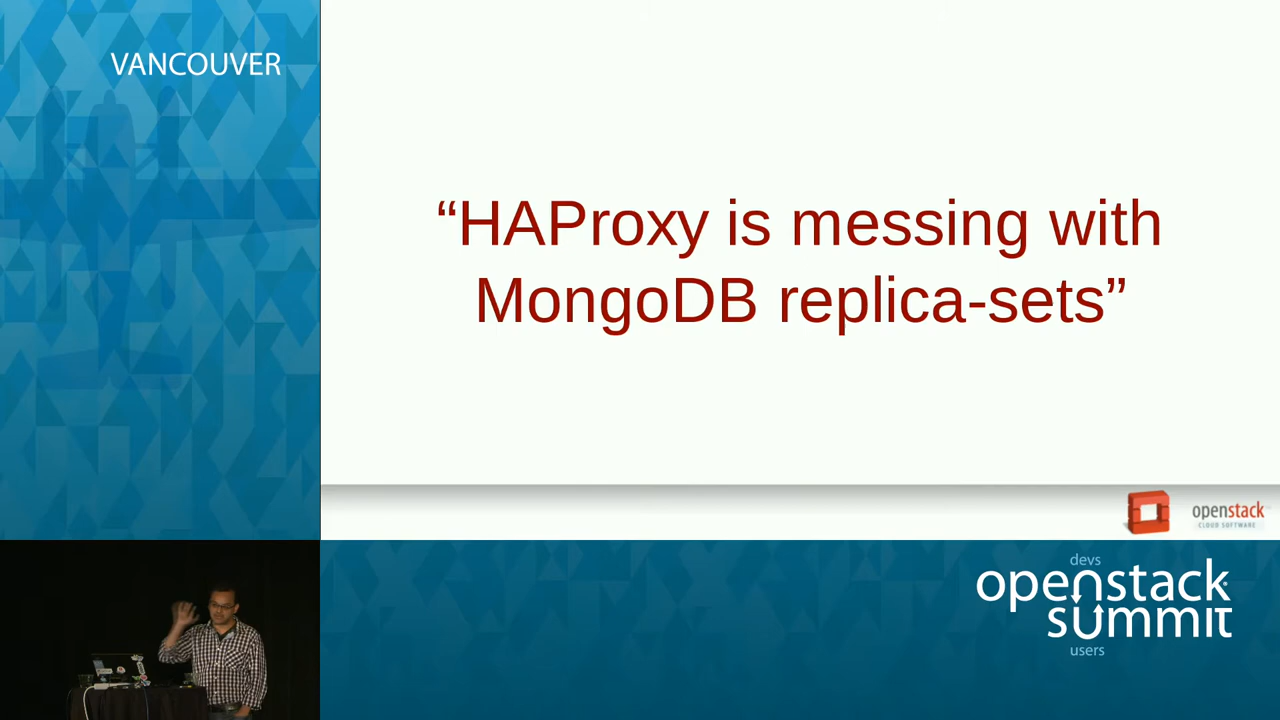 VANCOUVER
“HAProxy is messing with
MongoDB replica-sets”
openstack
CLOUD SOFTWARE
devs
openstack
summit
users